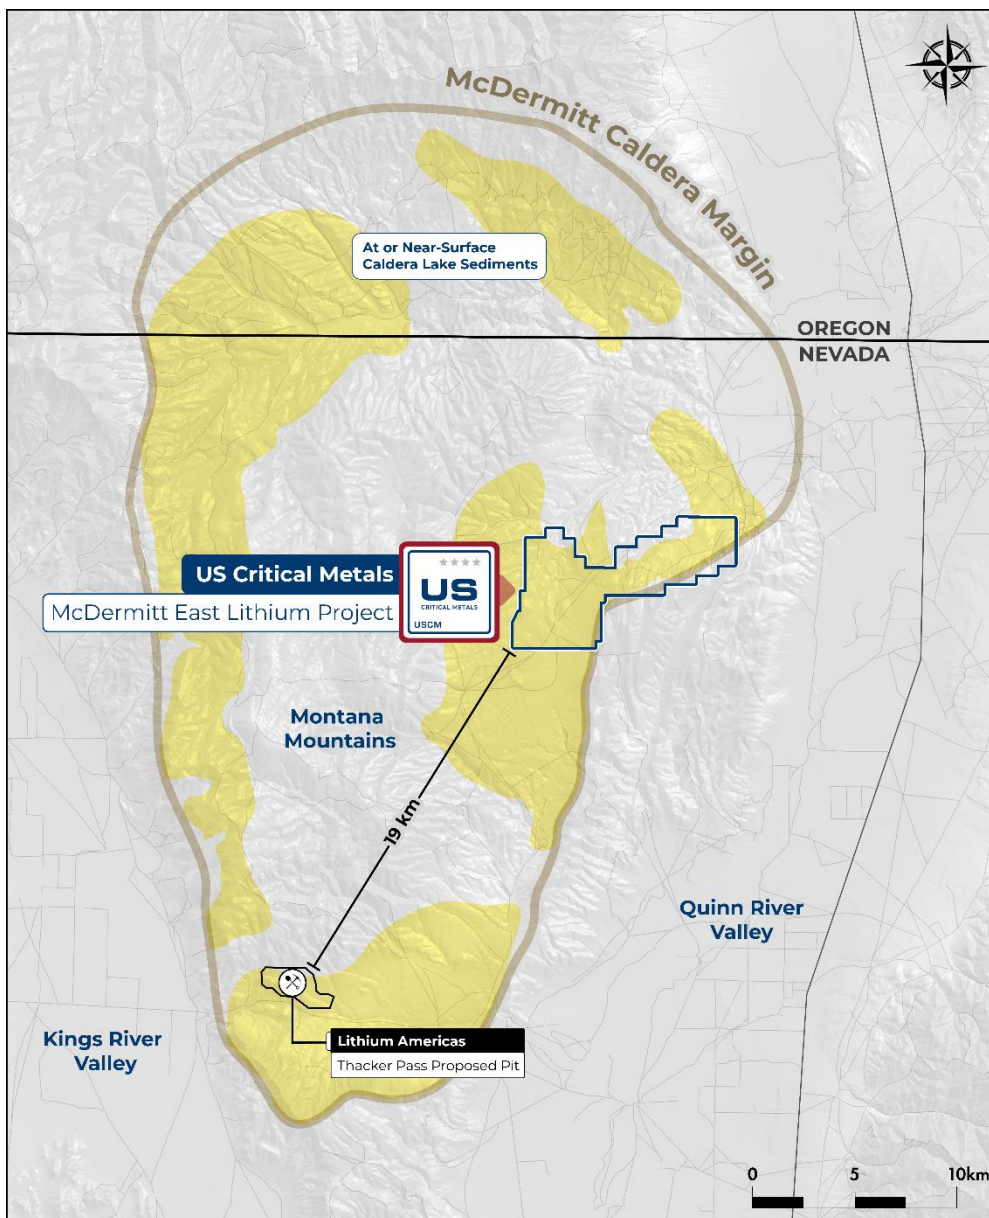 McDermitt Caldera Margin
At or Near-Surface
Caldera Lake Sediments
OREGON
NEVADA
US Critical Metals
McDermitt East Lithium Project
US
CRITICAL METALS
USCM
Montana
Mountains
19 km
Quinn River
Valley
Kings River
Valley
Lithium Americas
Thacker Pass Proposed Pit
0 5 10km